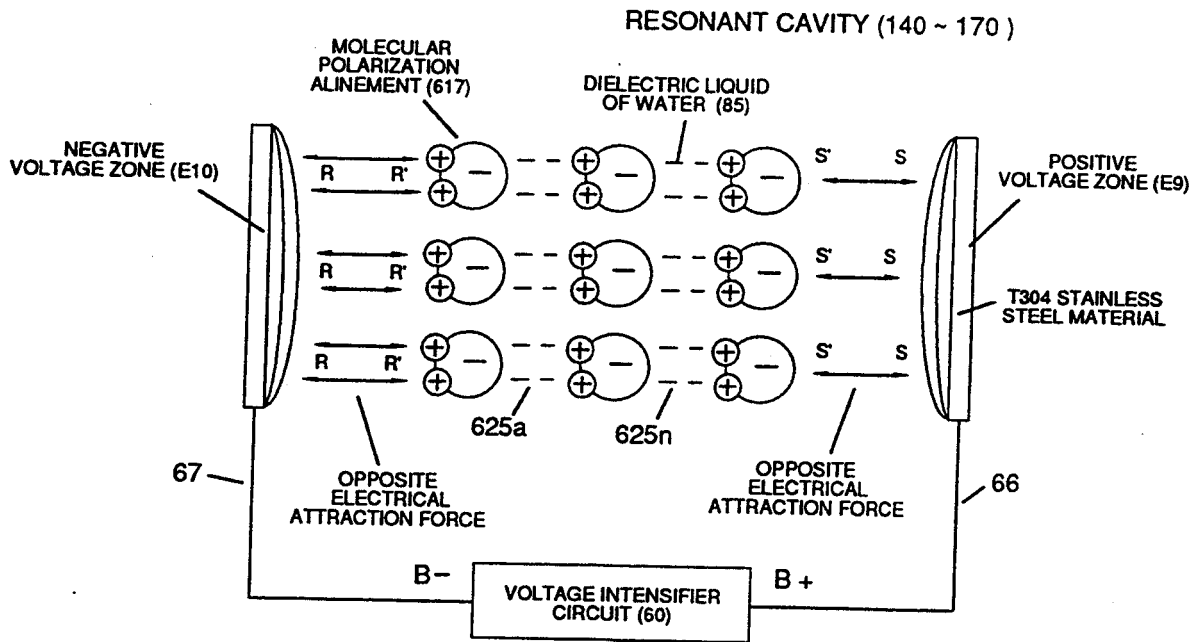 RESONANT CAVITY (140 ~ 170 )
MOLECULAR
POLARIZATION
ALINEMENT (617)
DIELECTRIC LIQUID
OF WATER (85)
NEGATIVE
VOLTAGE ZONE (E10)
POSITIVE
VOLTAGE ZONE (E9)
R R' + + − + + − + + − S' S
R R' + + − + + − + + − S' S
T304 STAINLESS
STEEL MATERIAL
R R' + + − + + − + + − S' S
625a
625n
67
OPPOSITE
ELECTRICAL
ATTRACTION FORCE
OPPOSITE
ELECTRICAL
ATTRACTION FORCE
66
B−
VOLTAGE INTENSIFIER
CIRCUIT (60)
B +